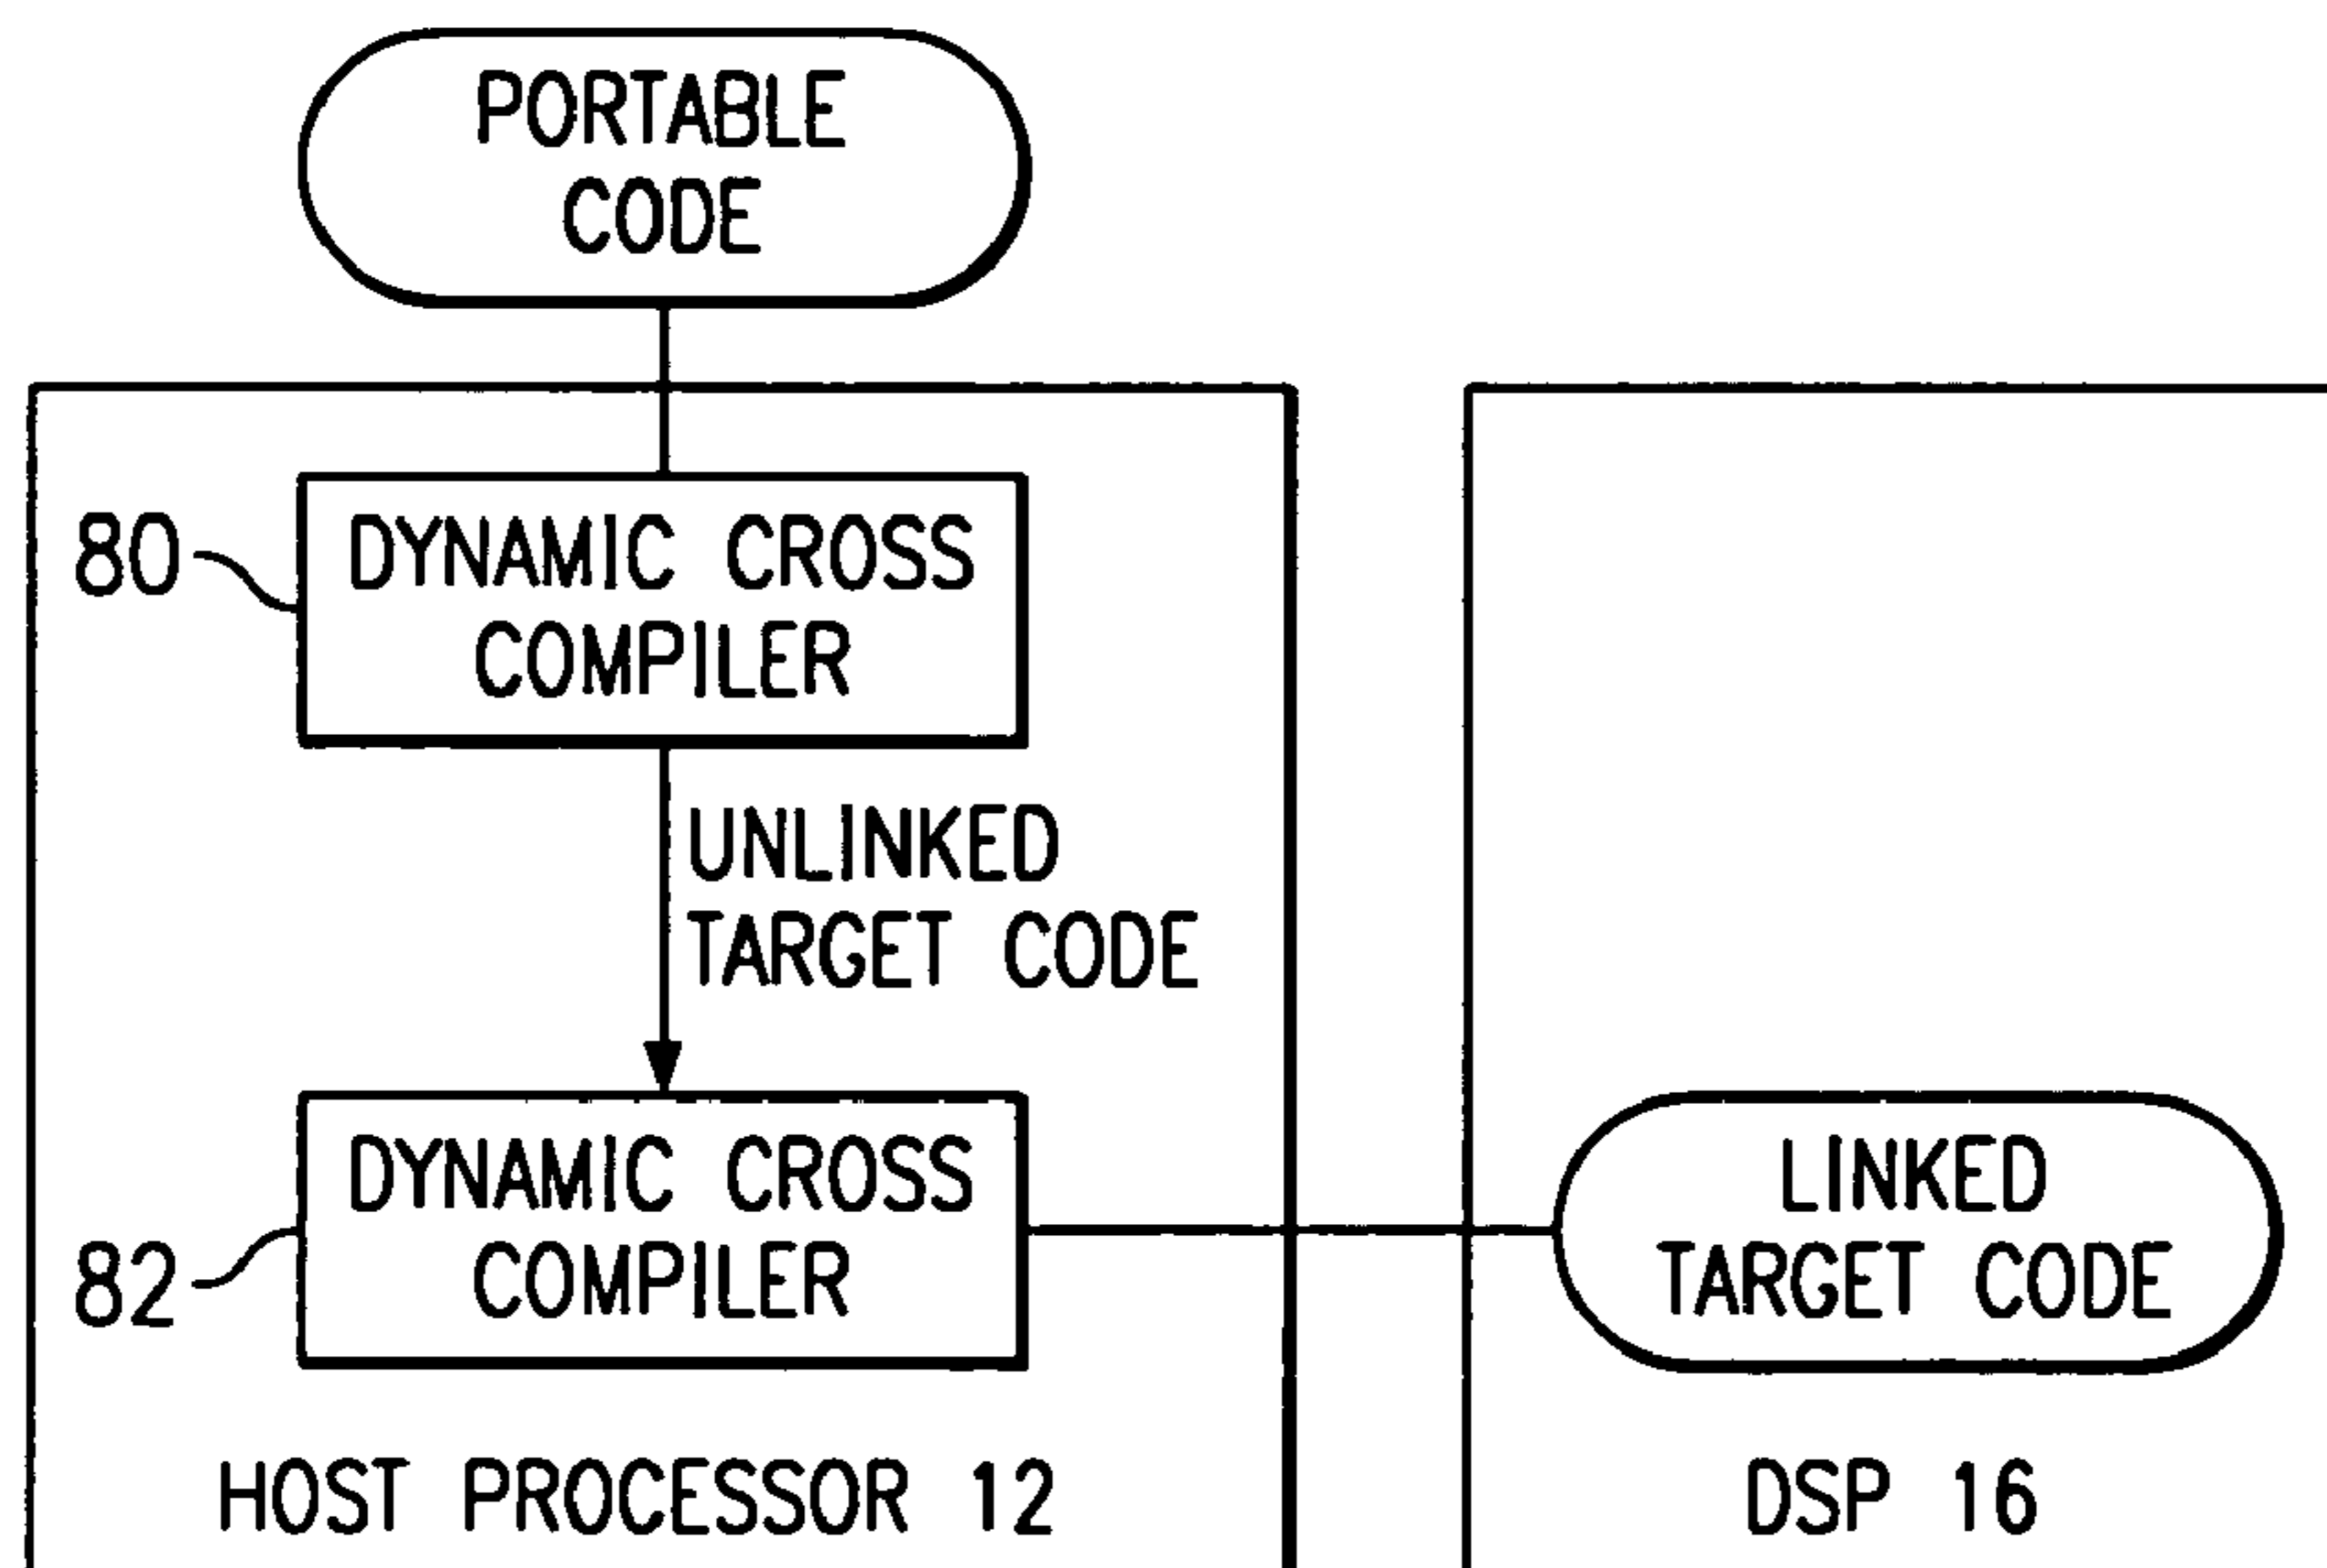 PORTABLE
CODE
80
DYNAMIC CROSS
COMPILER
UNLINKED
TARGET CODE
82
DYNAMIC CROSS
COMPILER
LINKED
TARGET CODE
HOST PROCESSOR 12
DSP 16